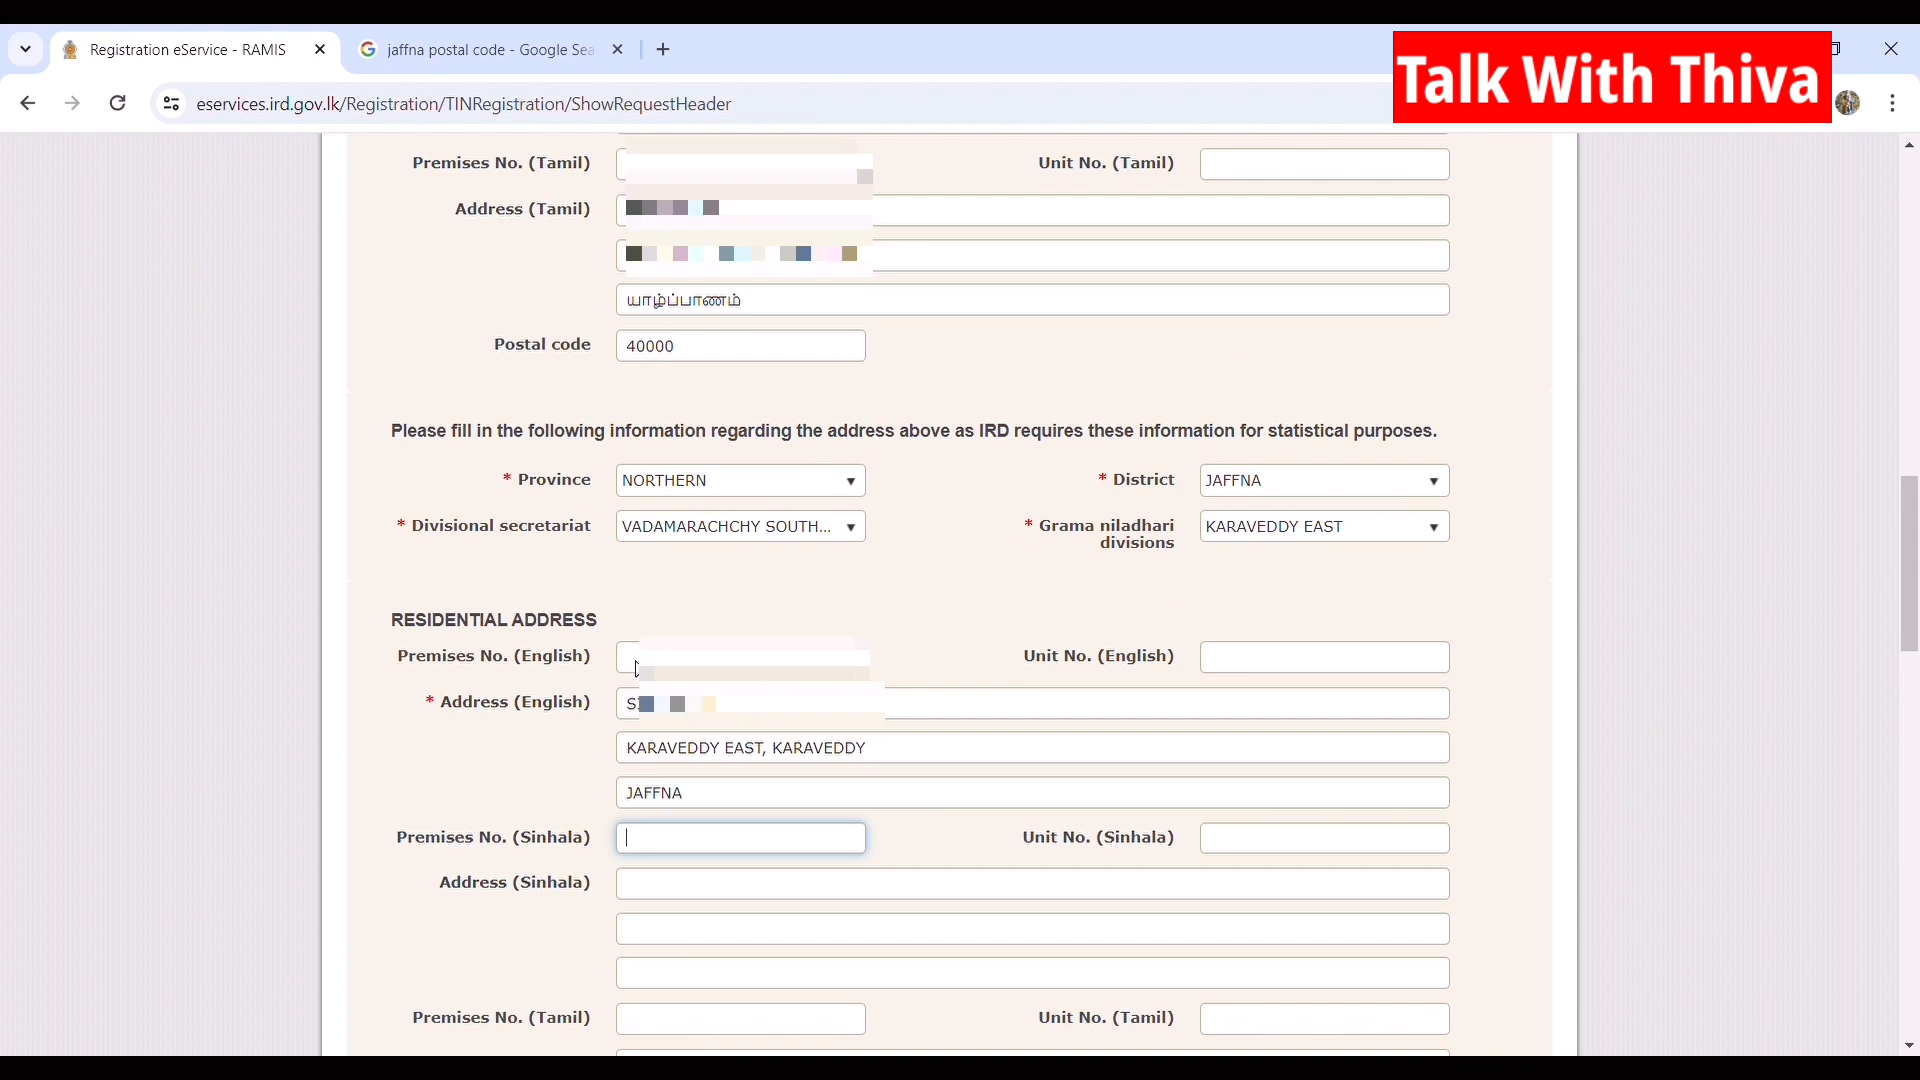 Registration eService - RAMIS
jaffna postal code - Google Sea
Talk With Thiva
eservices.ird.gov.lk/Registration/TINRegistration/ShowRequestHeader
Premises No. (Tamil)
Unit No. (Tamil)
Address (Tamil)
யாழ்ப்பாணம்
Postal code 40000
Please fill in the following information regarding the address above as IRD requires these information for statistical purposes.
* Province NORTHERN
* District JAFFNA
* Divisional secretariat VADAMARACHCHY SOUTH...
* Grama niladhari
divisions
KARAVEDDY EAST
RESIDENTIAL ADDRESS
Premises No. (English)
Unit No. (English)
* Address (English)
KARAVEDDY EAST, KARAVEDDY
JAFFNA
Premises No. (Sinhala)
Unit No. (Sinhala)
Address (Sinhala)
Premises No. (Tamil)
Unit No. (Tamil)